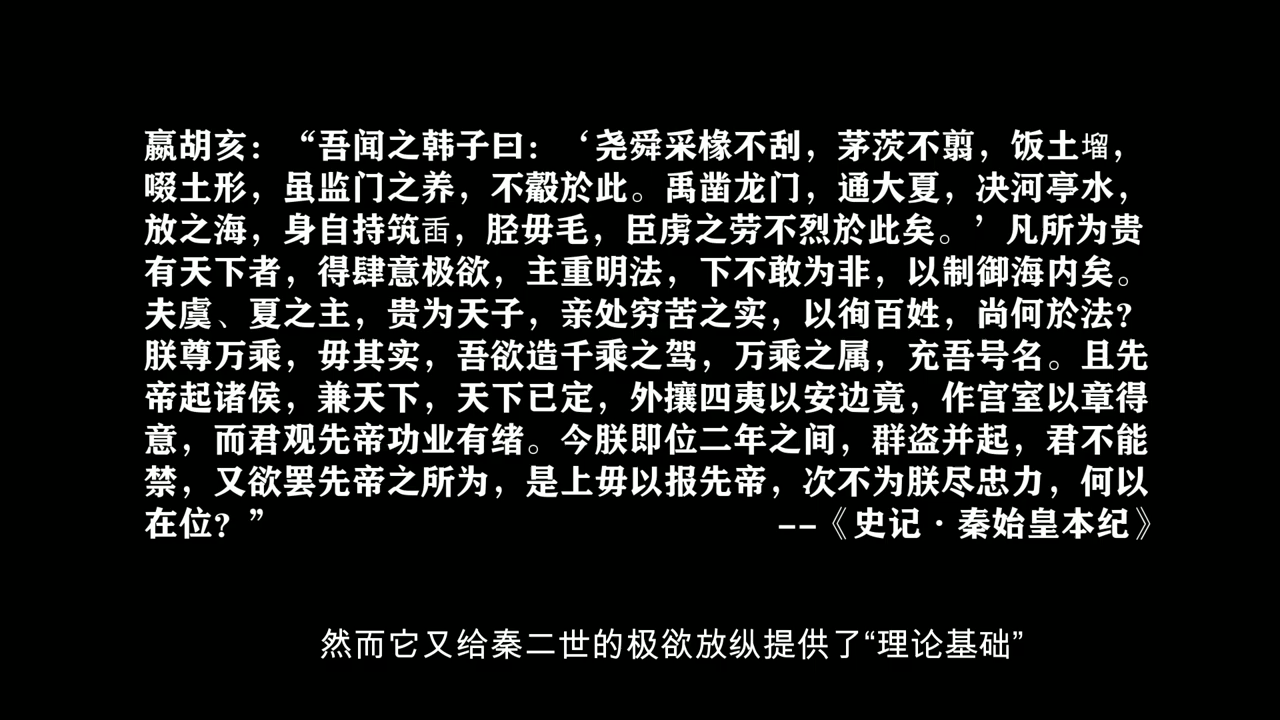 嬴胡亥：“吾闻之韩子曰：‘尧舜采椽不刮，茅茨不翦，饭土塯，
啜土形，虽监门之养，不觳於此。禹凿龙门，通大夏，决河亭水，
放之海，身自持筑臿，胫毋毛，臣虏之劳不烈於此矣。’凡所为贵
有天下者，得肆意极欲，主重明法，下不敢为非，以制御海内矣。
夫虞、夏之主，贵为天子，亲处穷苦之实，以徇百姓，尚何於法？
朕尊万乘，毋其实，吾欲造千乘之驾，万乘之属，充吾号名。且先
帝起诸侯，兼天下，天下已定，外攘四夷以安边竟，作宫室以章得
意，而君观先帝功业有绪。今朕即位二年之间，群盗并起，君不能
禁，又欲罢先帝之所为，是上毋以报先帝，次不为朕尽忠力，何以
在位？” --《史记·秦始皇本纪》
然而它又给秦二世的极欲放纵提供了“理论基础”